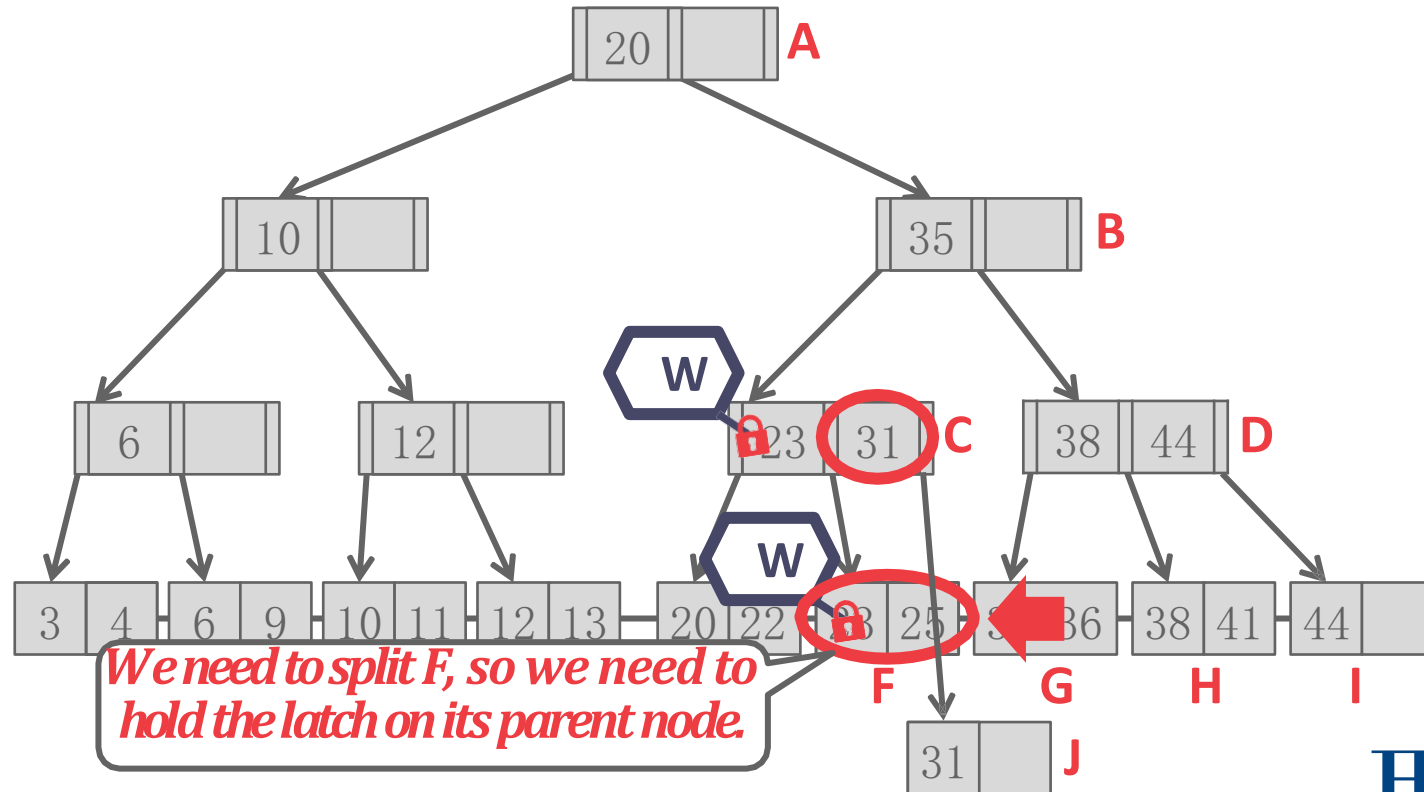 20 A
10
35 B
W
6
12
23 31 C
38 44 D
W
3 4 6 9 10 11 12 13 20 22 23 25 36 38 41 44
We need to split F, so we need to
hold the latch on its parent node.
F G H I
31 J